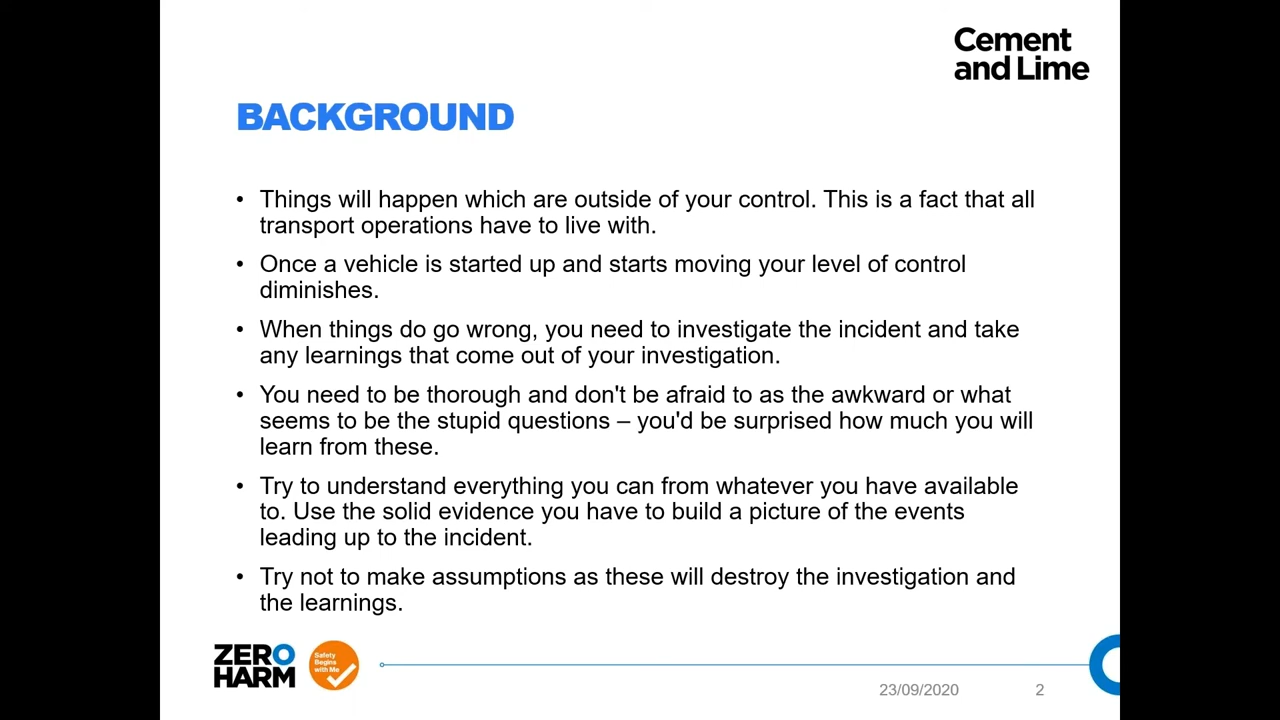 Cement
and Lime
BACKGROUND
• Things will happen which are outside of your control. This is a fact that all
transport operations have to live with.
• Once a vehicle is started up and starts moving your level of control
diminishes.
• When things do go wrong, you need to investigate the incident and take
any learnings that come out of your investigation.
• You need to be thorough and don't be afraid to as the awkward or what
seems to be the stupid questions – you'd be surprised how much you will
learn from these.
• Try to understand everything you can from whatever you have available
to. Use the solid evidence you have to build a picture of the events
leading up to the incident.
• Try not to make assumptions as these will destroy the investigation and
the learnings.
ZERO
HARM
Safety
Begins
with Me
23/09/2020
2